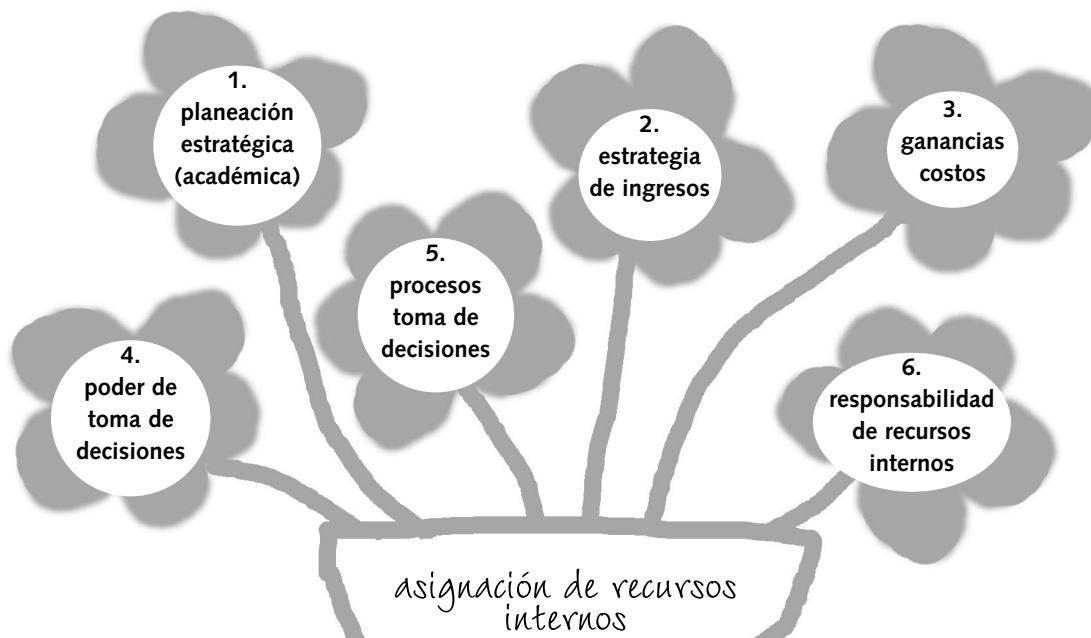 1.
planeación
estratégica
(académica)
2.
estrategia
de ingresos
3.
ganancias
costos
4.
poder de
toma de
decisiones
5.
procesos
toma de
decisiones
6.
responsabilidad
de recursos
internos
asignación de recursos
internos